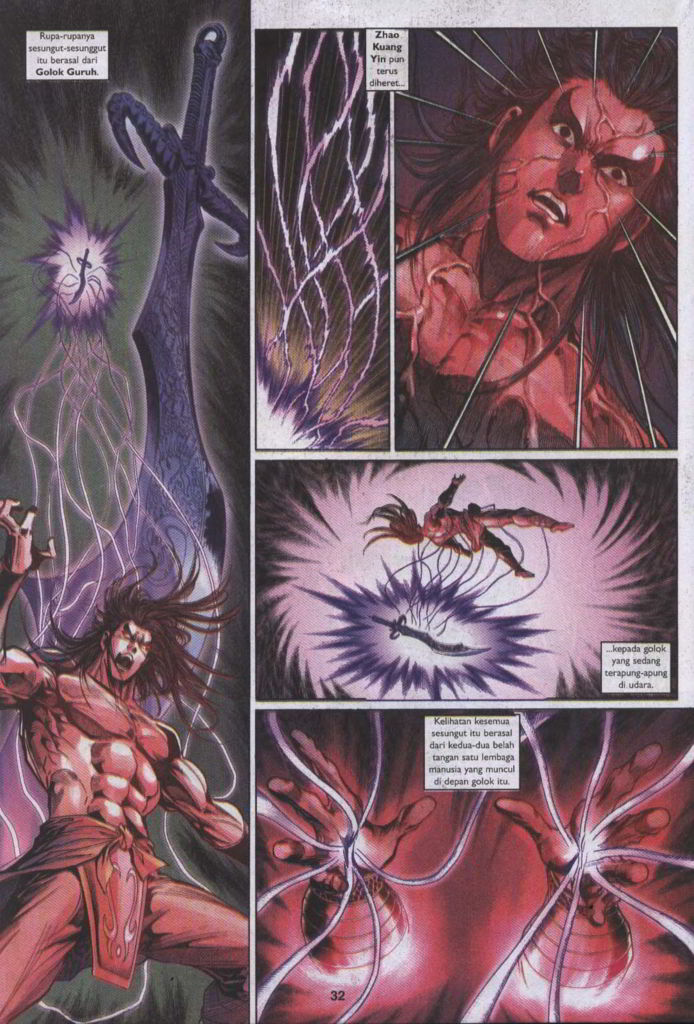 Rupa-rupanya
sesungut-sesunggut
itu berasal dari
Golok Guruh.
Zhao
Kuang
Yin pun
terus
diheret...
...kepada golok
yang sedang
terapung-apung
di udara.
Kelihatan kesemua
sesungut itu berasal
dari kedua-dua belah
tangan satu lembaga
manusia yang muncul
di depan golok itu.
32